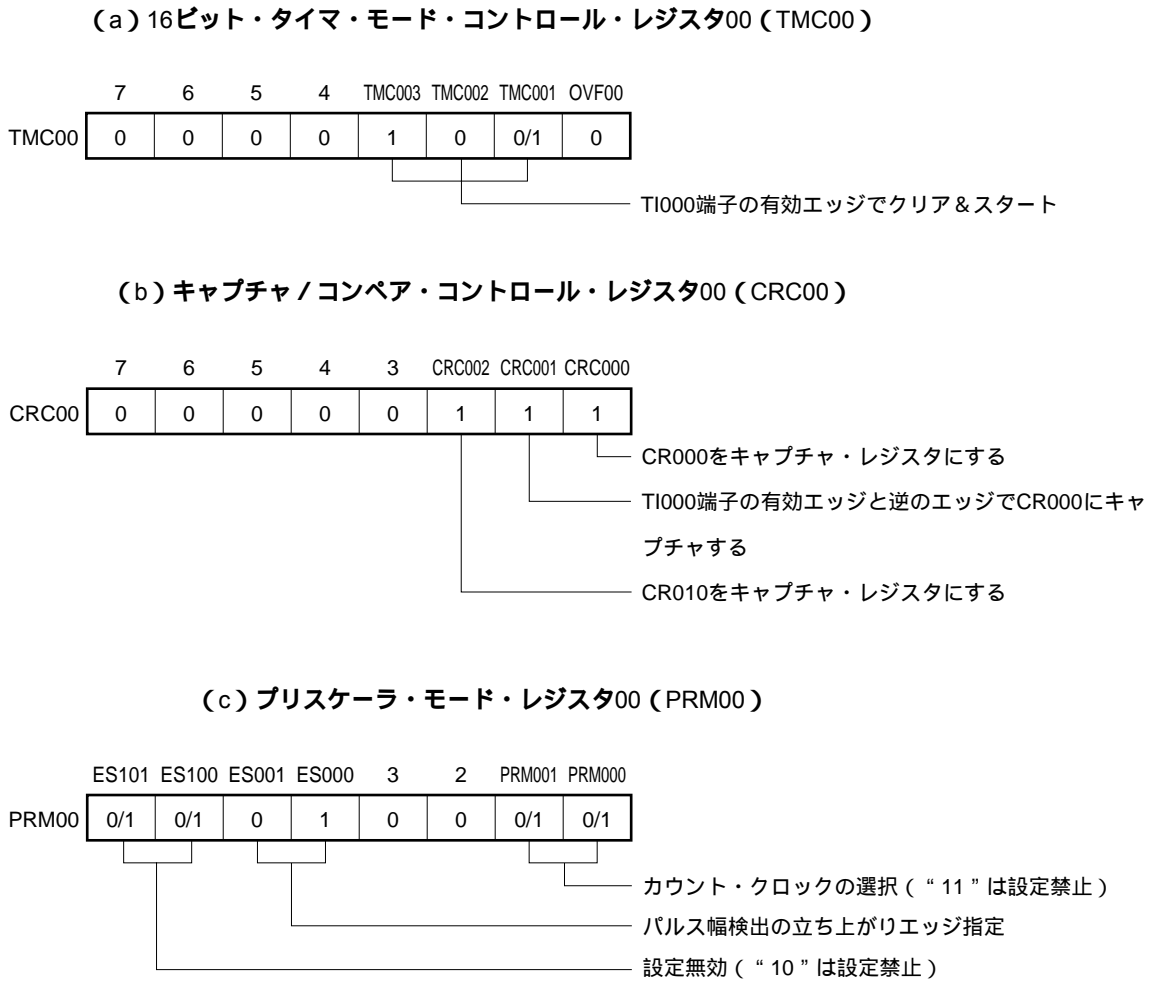 (a)16ビット・タイマ・モード・コントロール・レジスタ00(TMC00)
7 6 5 4 TMC003 TMC002 TMC001 OVF00
TMC00 0 0 0 0 1 0 0/1 0
TI000端子の有効エッジでクリア&スタート
(b)キャプチャ/コンペア・コントロール・レジスタ00(CRC00)
7 6 5 4 3 CRC002 CRC001 CRC000
CRC00 0 0 0 0 0 1 1 1
CR000をキャプチャ・レジスタにする
TI000端子の有効エッジと逆のエッジでCR000にキャ
プチャする
CR010をキャプチャ・レジスタにする
(c)プリスケーラ・モード・レジスタ00(PRM00)
ES101 ES100 ES001 ES000 3 2 PRM001 PRM000
PRM00 0/1 0/1 0 1 0 0 0/1 0/1
カウント・クロックの選択(“11”は設定禁止)
パルス幅検出の立ち上がりエッジ指定
設定無効(“10”は設定禁止)